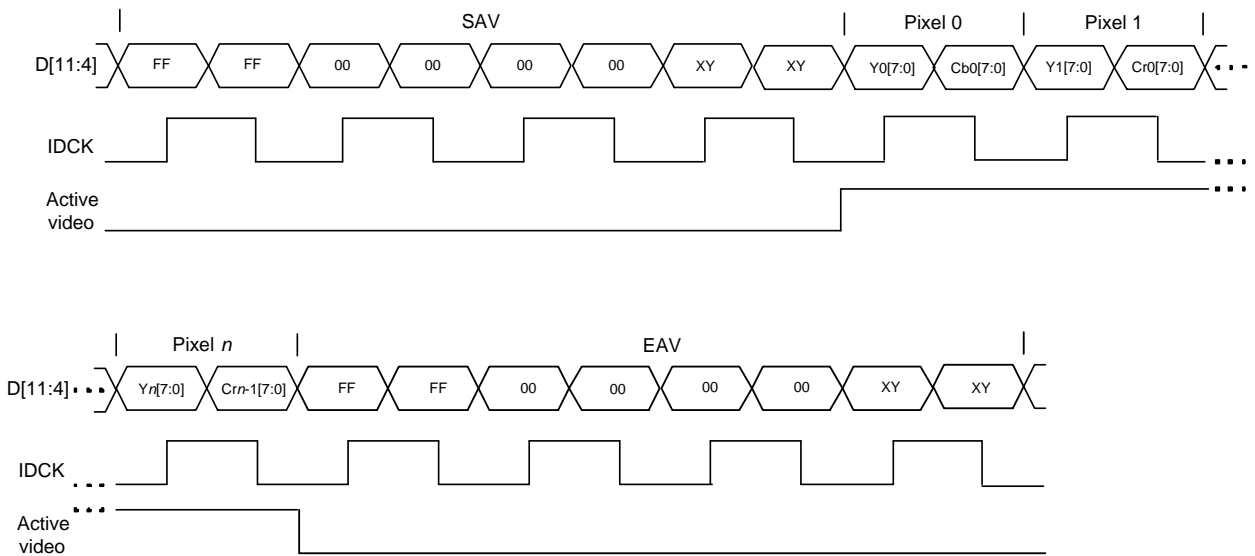 SAV Pixel 0 Pixel 1
D[11:4] FF FF 00 00 00 00 XY XY Y0[7:0] Cb0[7:0] Y1[7:0] Cr0[7:0]
IDCK
Active
video
Pixel n EAV
D[11:4] Yn[7:0] Crn-1[7:0] FF FF 00 00 00 00 XY XY
IDCK
Active
video